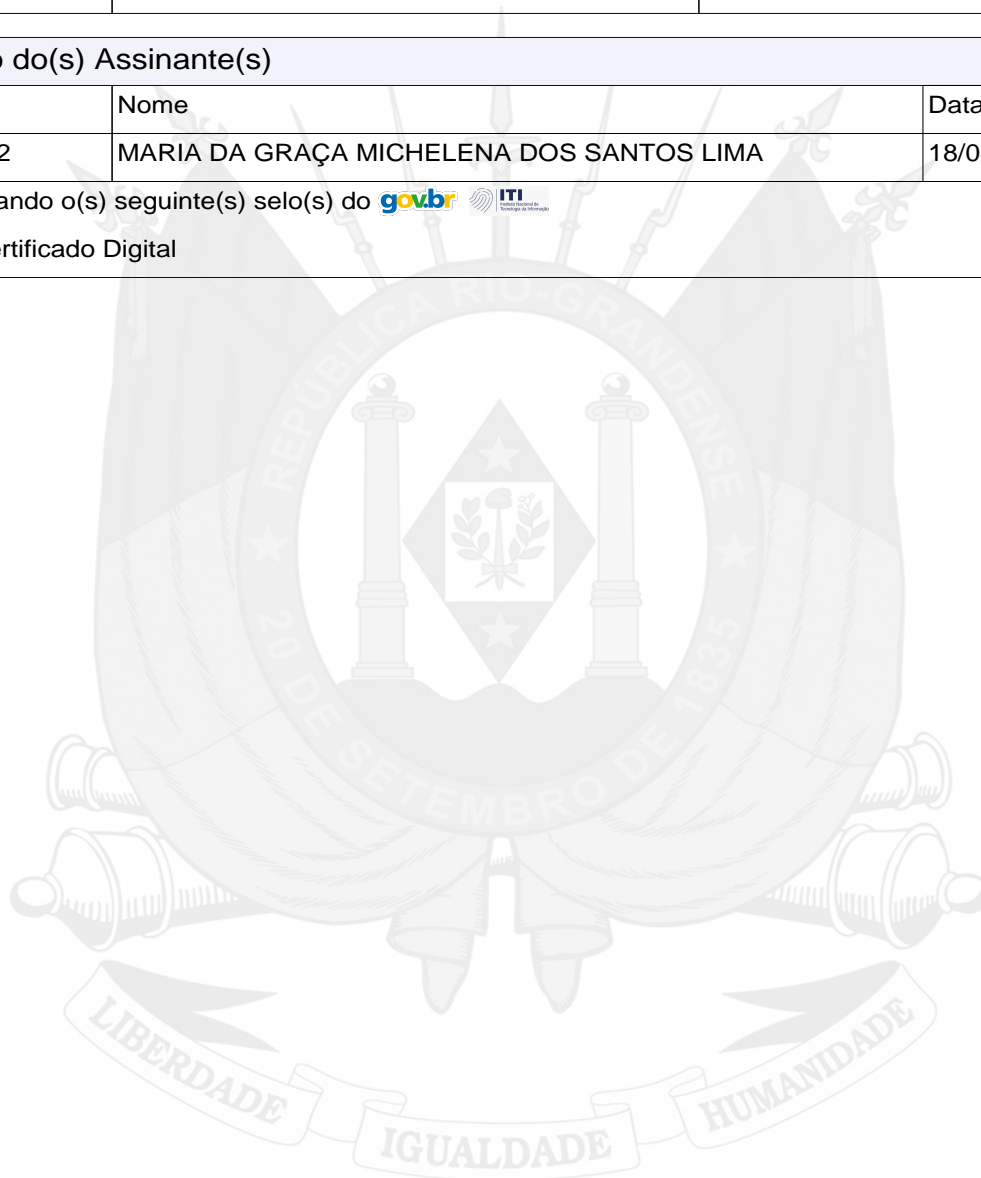 o do(s) Assinante(s)
Nome Data
2 MARIA DA GRAÇA MICHELENA DOS SANTOS LIMA 18/0
ando o(s) seguinte(s) selo(s) do gov.br ITI
rtificado Digital
REPÚBLICA RIO-GRANDENSE
20 DE SETEMBRO DE 1835
LIBERDADE IGUALDADE HUMANIDADE